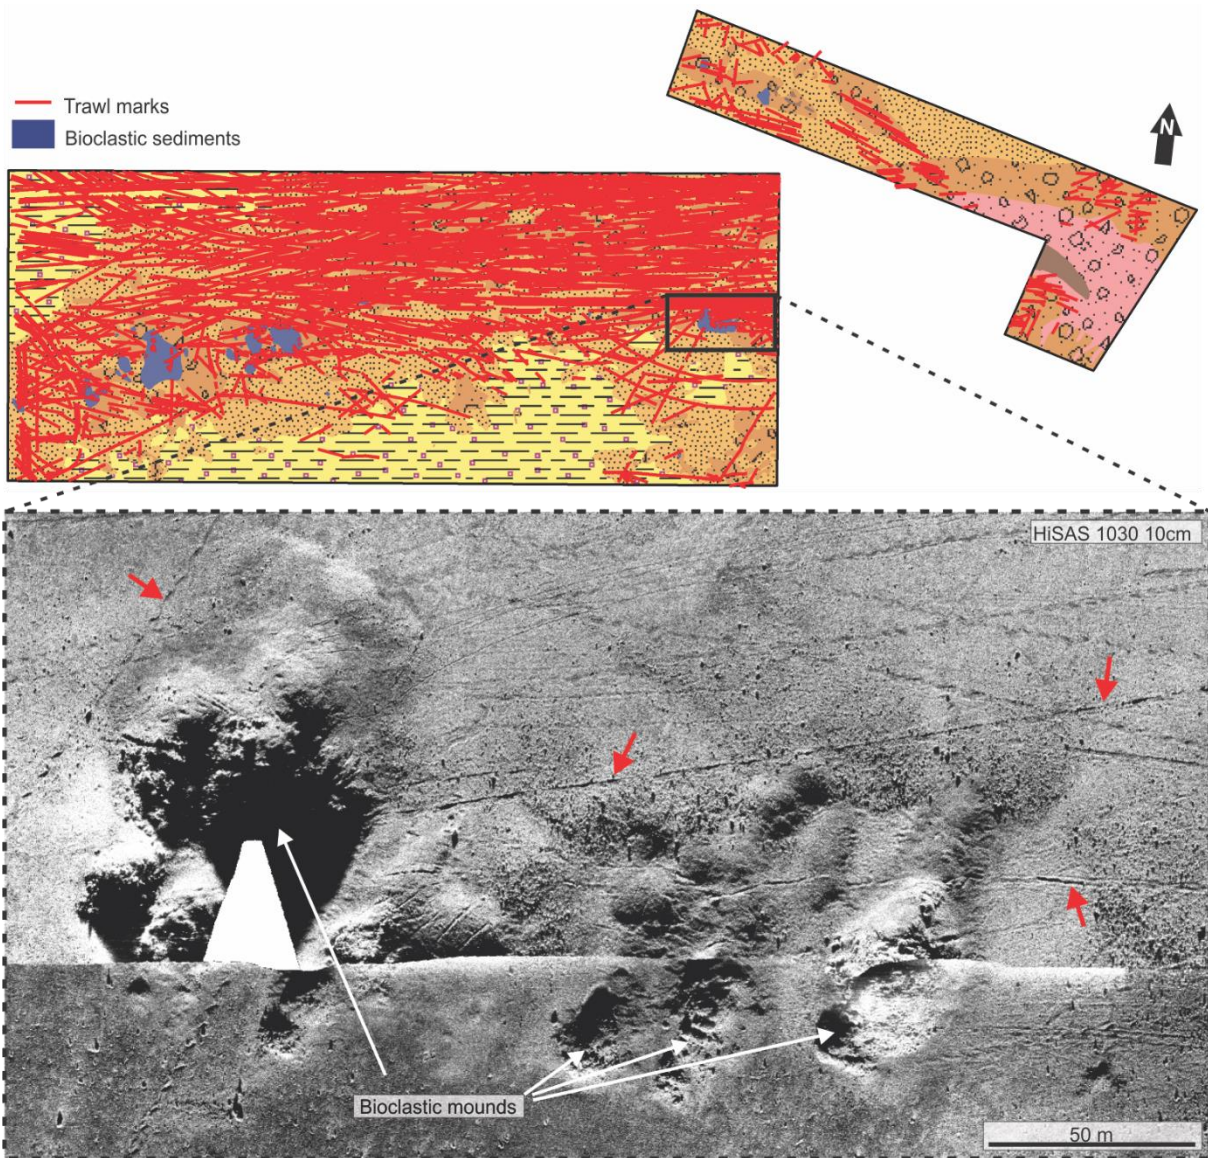 Trawl marks
Bioclastic sediments
N
HiSAS 1030 10cm
Bioclastic mounds
50 m